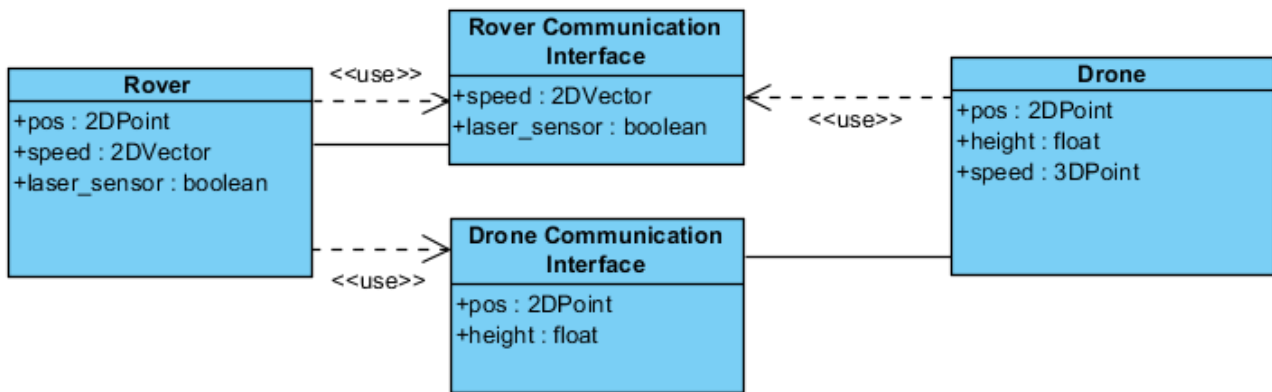 Rover
+pos : 2DPoint
+speed : 2DVector
+laser_sensor : boolean
<<use>>
<<use>>
Rover Communication
Interface
+speed : 2DVector
+laser_sensor : boolean
Drone Communication
Interface
+pos : 2DPoint
+height : float
<<use>>
Drone
+pos : 2DPoint
+height : float
+speed : 3DPoint